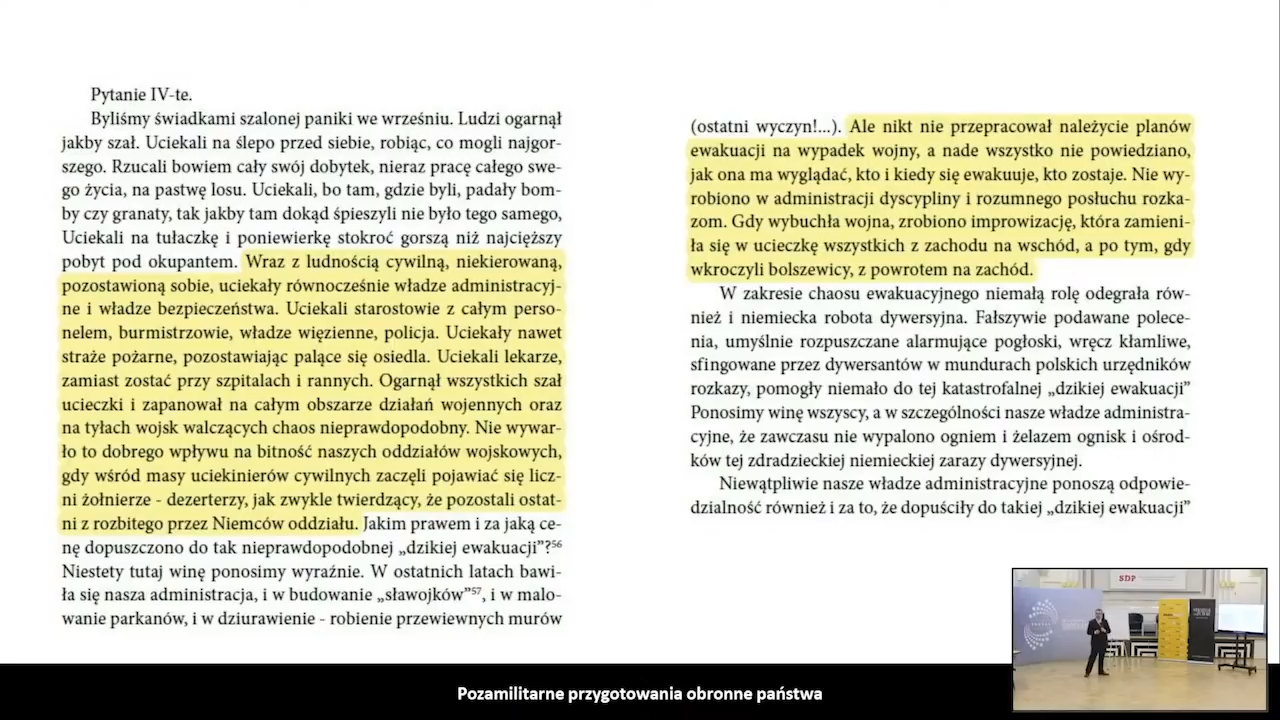 Pytanie IV-te.
Byliśmy świadkami szalonej paniki we wrześniu. Ludzi ogarnął
jakby szał. Uciekali na ślepo przed siebie, robiąc, co mogli najgor-
szego. Rzucali bowiem cały swój dobytek, nieraz pracę całego swe-
go życia, na pastwę losu. Uciekali, bo tam, gdzie byli, padały bom-
by czy granaty, tak jakby tam dokąd śpieszyli nie było tego samego,
Uciekali na tułaczkę i poniewierkę stokroć gorszą niż najcięższy
pobyt pod okupantem. Wraz z ludnością cywilną, niekierowaną,
pozostawioną sobie, uciekały równocześnie władze administracyj-
ne i władze bezpieczeństwa. Uciekali starostowie z całym perso-
nelem, burmistrzowie, władze więzienne, policja. Uciekały nawet
straże pożarne, pozostawiając palące się osiedla. Uciekali lekarze,
zamiast zostać przy szpitalach i rannych. Ogarnął wszystkich szał
ucieczki i zapanował na całym obszarze działań wojennych oraz
na tyłach wojsk walczących chaos nieprawdopodobny. Nie wywar-
ło to dobrego wpływu na bitność naszych oddziałów wojskowych,
gdy wśród masy uciekinierów cywilnych zaczęli pojawiać się licz-
ni żołnierze - dezerterzy, jak zwykle twierdzący, że pozostali ostat-
ni z rozbitego przez Niemców oddziału. Jakim prawem i za jaką ce-
nę dopuszczono do tak nieprawdopodobnej „dzikiej ewakuacji”?⁵⁶
Niestety tutaj winę ponosimy wyraźnie. W ostatnich latach bawi-
ła się nasza administracja, i w budowanie „sławojków”⁵⁷, i w malo-
wanie parkanów, i w dziurawienie - robienie przewiewnych murów
(ostatni wyczyn!...). Ale nikt nie przepracował należycie planów
ewakuacji na wypadek wojny, a nade wszystko nie powiedziano,
jak ona ma wyglądać, kto i kiedy się ewakuuje, kto zostaje. Nie wy-
robiono w administracji dyscypliny i rozumnego posłuchu rozka-
zom. Gdy wybuchła wojna, zrobiono improwizację, która zamieni-
ła się w ucieczkę wszystkich z zachodu na wschód, a po tym, gdy
wkroczyli bolszewicy, z powrotem na zachód.
W zakresie chaosu ewakuacyjnego niemałą rolę odegrała rów-
nież i niemiecka robota dywersyjna. Fałszywie podawane polece-
nia, umyślnie rozpuszczane alarmujące pogłoski, wręcz kłamliwe,
sfingowane przez dywersantów w mundurach polskich urzędników
rozkazy, pomogły niemało do tej katastrofalnej „dzikiej ewakuacji”
Ponosimy winę wszyscy, a w szczególności nasze władze administra-
cyjne, że zawczasu nie wypalono ogniem i żelazem ognisk i ośrod-
ków tej zdradzieckiej niemieckiej zarazy dywersyjnej.
Niewątpliwie nasze władze administracyjne ponoszą odpowie-
dzialność również i za to, że dopuściły do takiej „dzikiej ewakuacji”
SDP
Pozamilitarne przygotowania obronne państwa